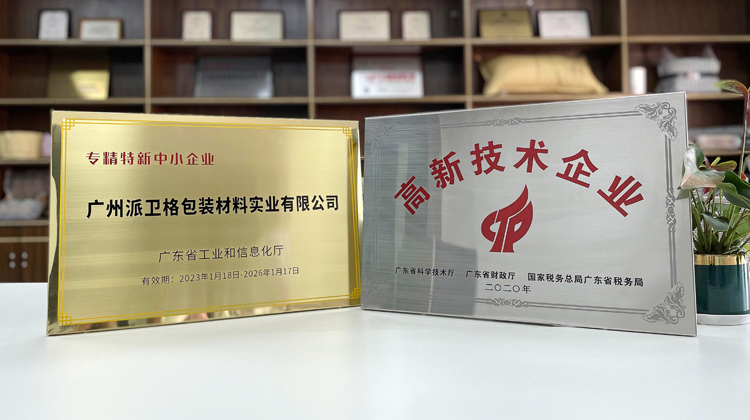 专精特新中小企业
广州派卫格包装材料实业有限公司
广东省工业和信息化厅
有效期：2023年1月18日-2026年1月17日
高新技术企业
广东省科学技术厅 广东省财政厅 国家税务总局广东省税务局
二〇二〇年